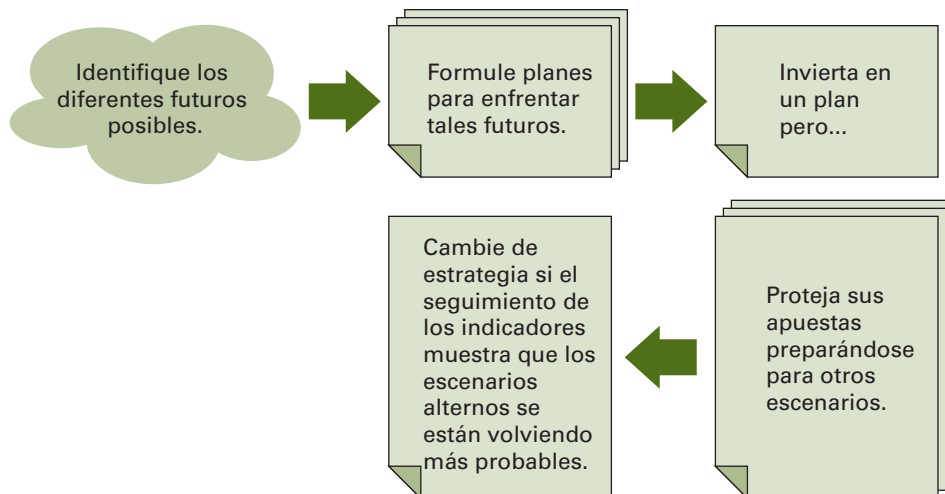 Identifique los
diferentes futuros
posibles.
Formule planes
para enfrentar
tales futuros.
Invierta en
un plan
pero...
Proteja sus
apuestas
preparándose
para otros
escenarios.
Cambie de
estrategia si el
seguimiento de
los indicadores
muestra que los
escenarios
alternos se
están volviendo
más probables.